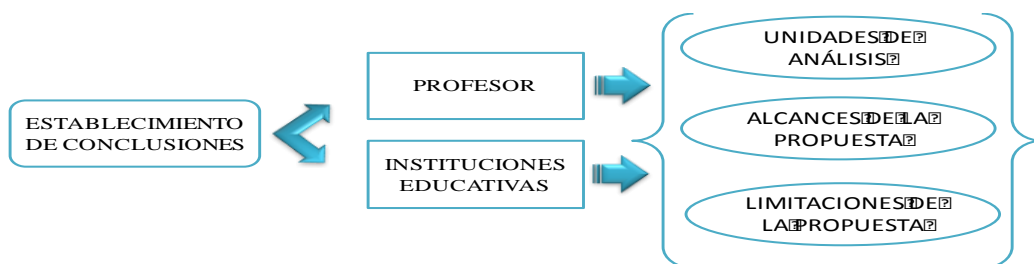 ESTABLECIMIENTO
DE CONCLUSIONES
PROFESOR
INSTITUCIONES
EDUCATIVAS
UNIDADES⍰DE⍰
ANÁLISIS⍰
ALCANCES⍰DE⍰LA⍰
PROPUESTA⍰
LIMITACIONES⍰DE⍰
LA⍰PROPUESTA⍰